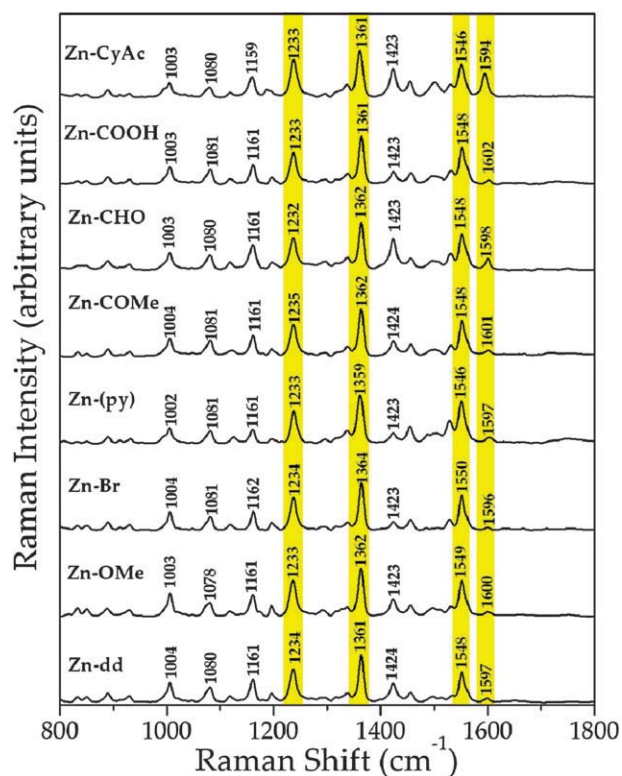 Raman Intensity (arbitrary units)
Zn-CyAc 1003 1080 1159 1233 1361 1423 1546 1594
Zn-COOH 1003 1081 1161 1233 1361 1423 1548 1602
Zn-CHO 1003 1080 1161 1232 1362 1423 1548 1598
Zn-COMe 1004 1081 1161 1235 1362 1424 1548 1601
Zn-(py) 1002 1081 1161 1233 1359 1423 1546 1597
Zn-Br 1004 1081 1162 1234 1364 1423 1550 1596
Zn-OMe 1003 1078 1161 1233 1362 1423 1549 1600
Zn-dd 1004 1080 1161 1234 1361 1424 1548 1597
800 1000 1200 1400 1600 1800
Raman Shift (cm⁻¹)